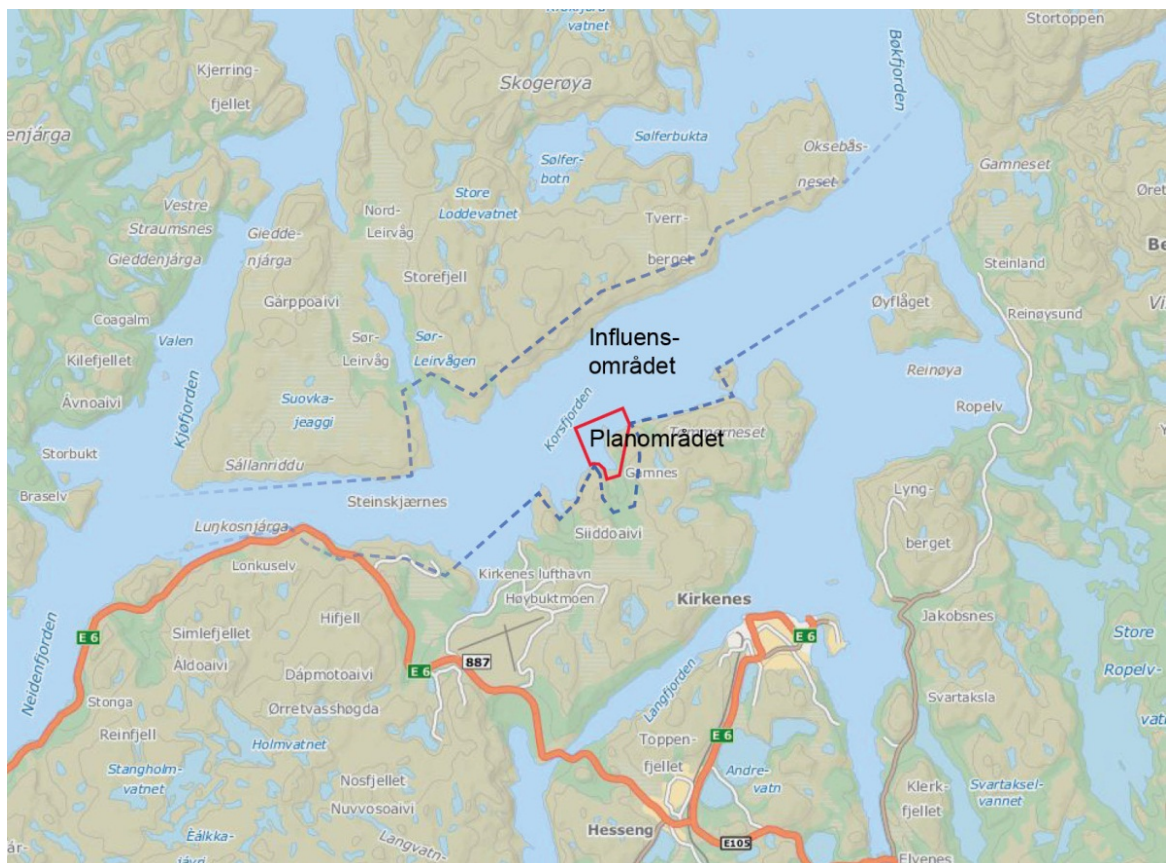 vatnet
Stortoppen
Bøkfjorden
Kjerring-
fjellet
Skogerøya
enjárga
Sølferbukta
Oksebås-
neset
Sølfer-
botn
Gamneset
Vestre
Straumsnes
Gieddenjárga
Giedde-
njárga
Nord-
Leirvåg
Store
Loddevatnet
Tverr-
berget
Storefjell
Steinland
Gárppoaivi
Coagalm
Øyflåget
Reinøysund
Valen
Kilefjellet
Sør-
Leirvåg
Sør-
Leirvågen
Influens-
området
Reinøya
Ávnoaivi
Suovka-
jeaggi
Kjøfjorden
Korsfjorden
Ropelv
Planområdet
Tømmerneset
Storbukt
Sállanriddu
Gamnes
Braselv
Steinskjærnes
Lyng-
berget
Luŋkosnjárga
Siiddoaivi
Lonkuselv
Kirkenes lufthavn
Høybuktmoen
Kirkenes
Jakobsnes
Hifjell
E 6
E 6
Simlefjellet
Áldoaivi
Store
Ropelv-
Neidenfjorden
E 6
887
Dápmotoaivi
Langfjorden
Svartaksla
Stonga
Ørretvasshøgda
Reinfjell
Holmvatnet
E 6
Toppen-
fjellet
Andre-
vatn
Stangholm-
vatnet
Nosfjellet
Nuvvosoaivi
Klerk-
fjellet
Svartaksel-
vannet
Hesseng
E105
Langvatn-
Elvenes